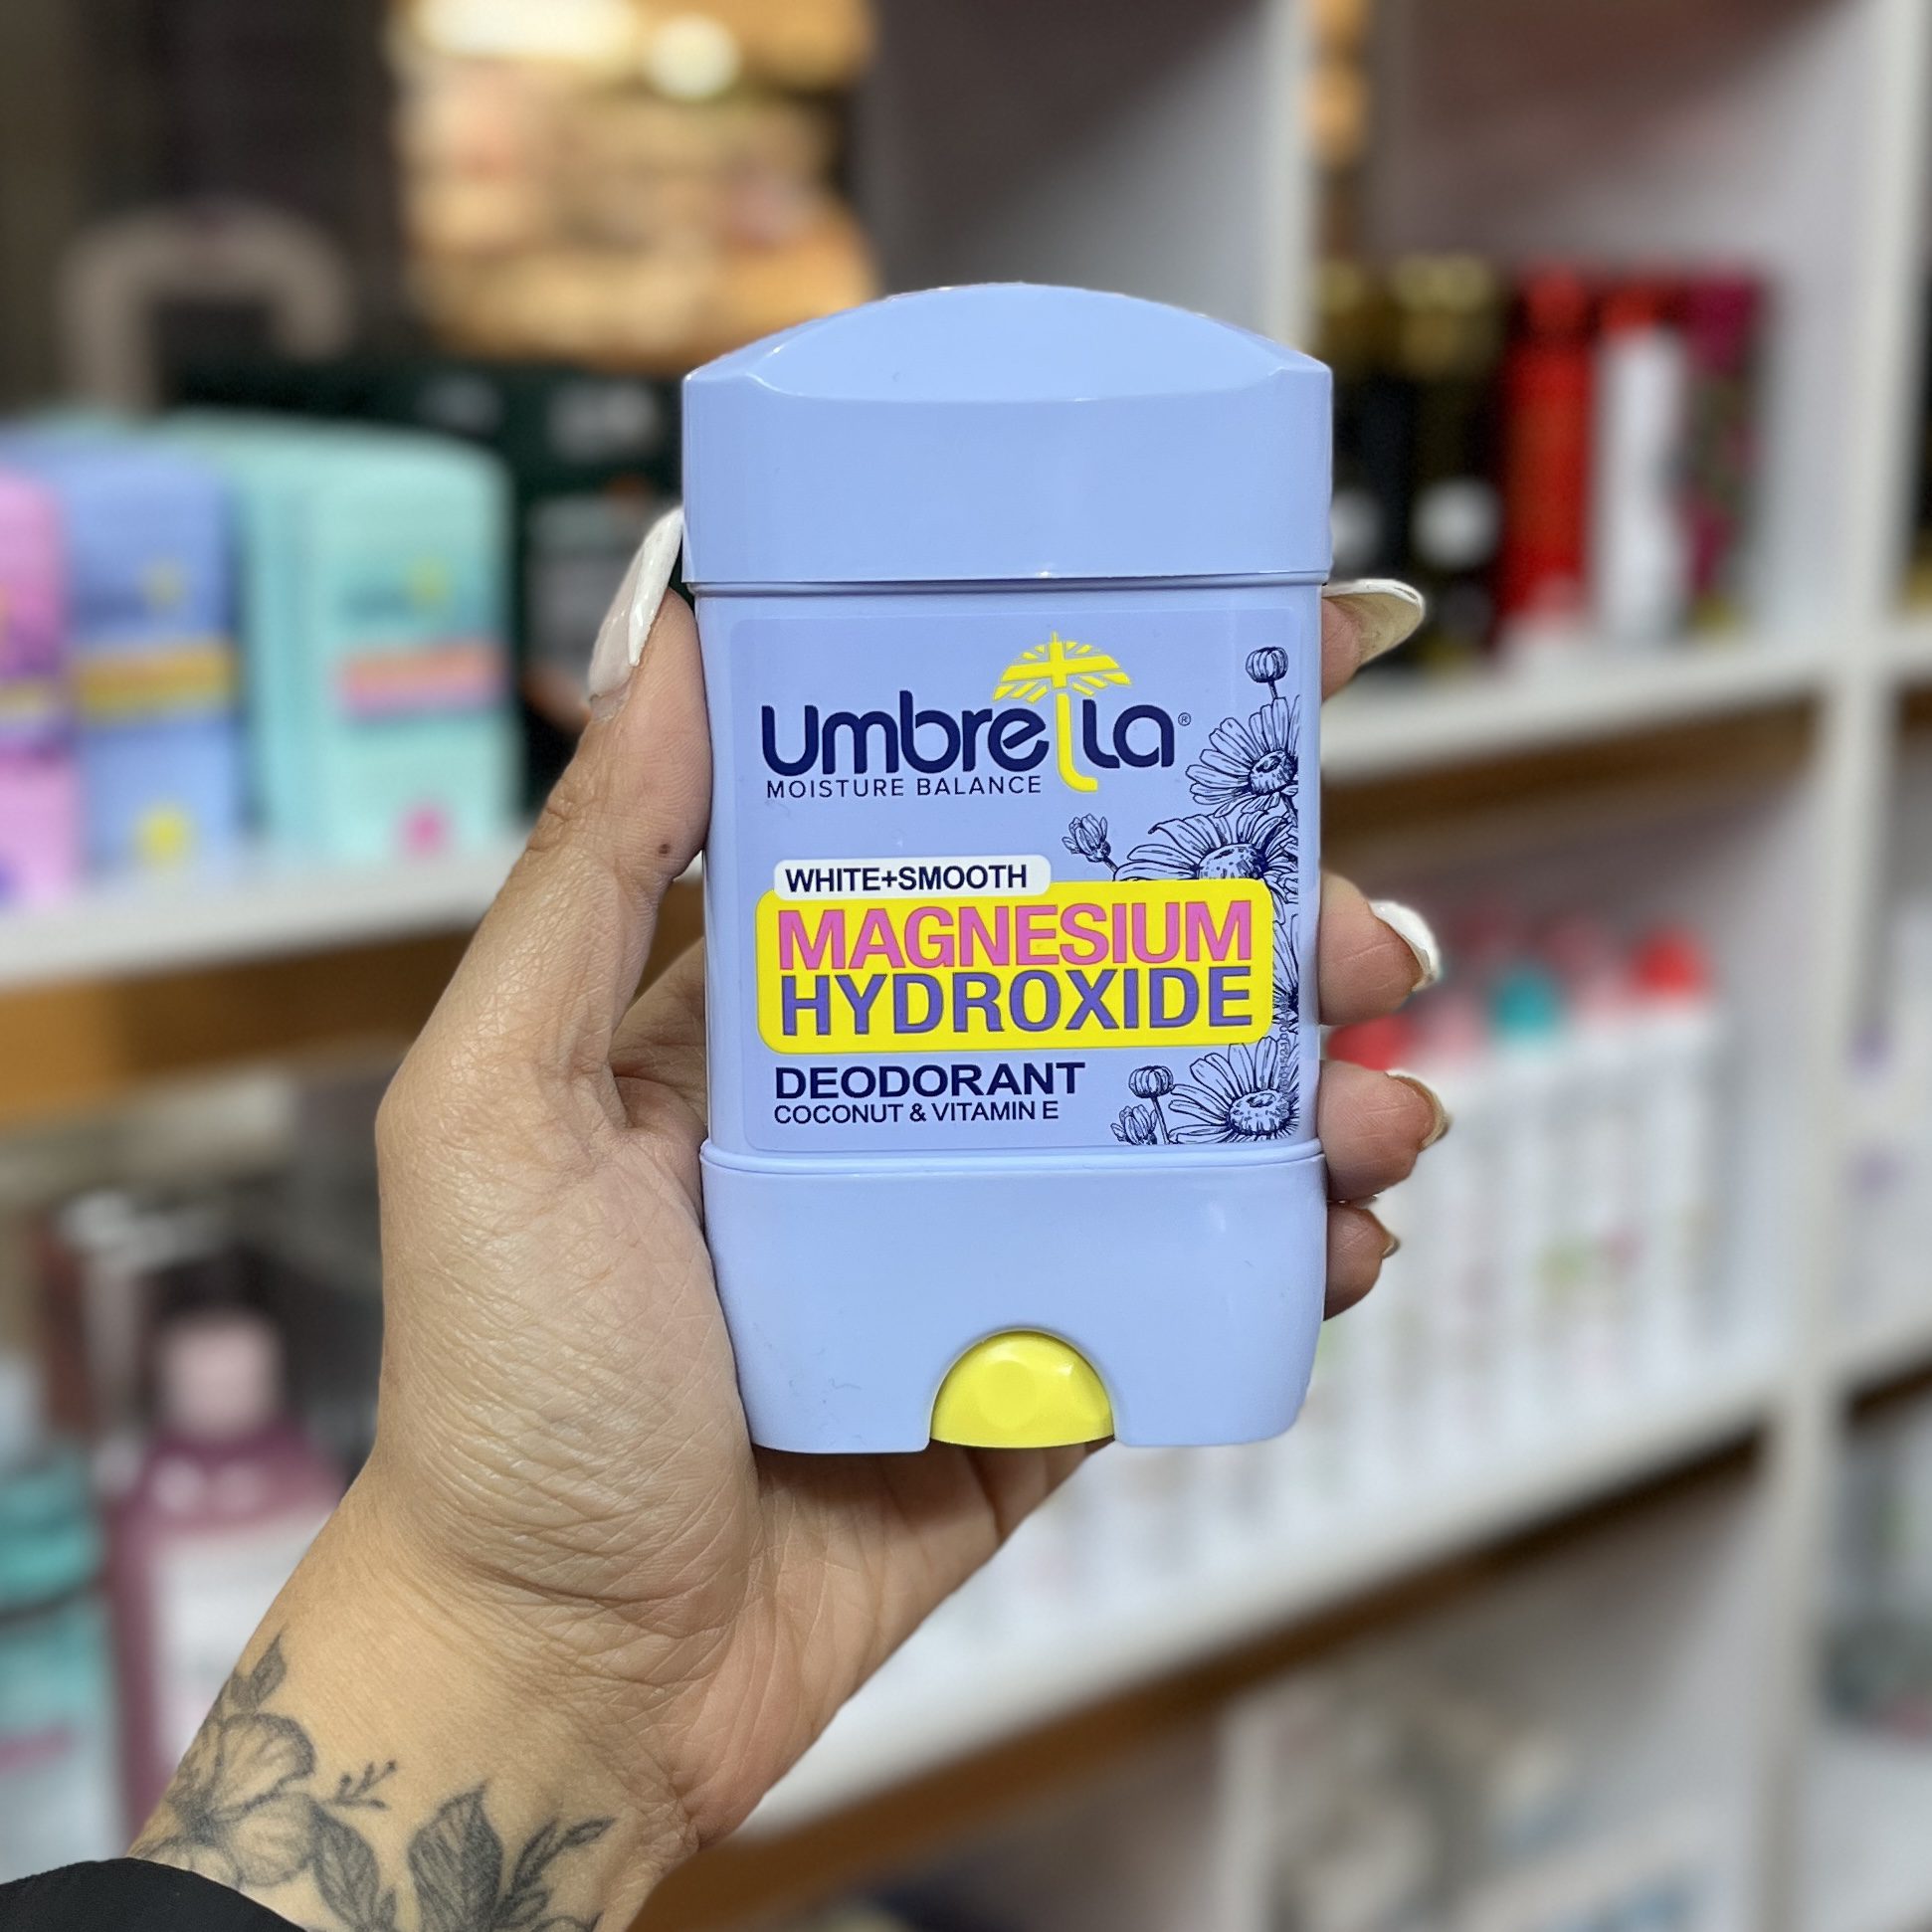 Umbrella®
MOISTURE BALANCE
WHITE+SMOOTH
MAGNESIUM
HYDROXIDE
DEODORANT
COCONUT & VITAMIN E